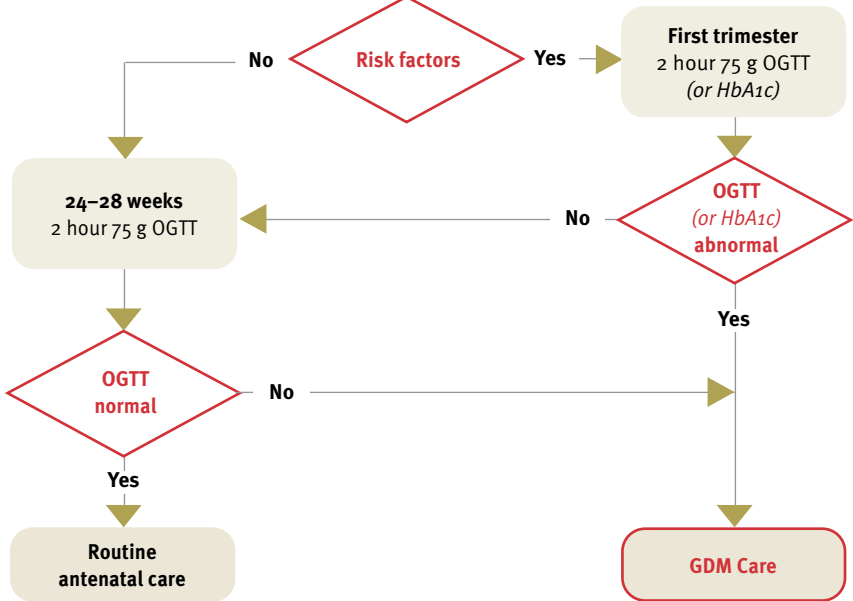 No
Risk factors
Yes
First trimester
2 hour 75 g OGTT
(or HbA1c)
24–28 weeks
2 hour 75 g OGTT
No
OGTT
(or HbA1c)
abnormal
Yes
OGTT
normal
No
Yes
Routine
antenatal care
GDM Care